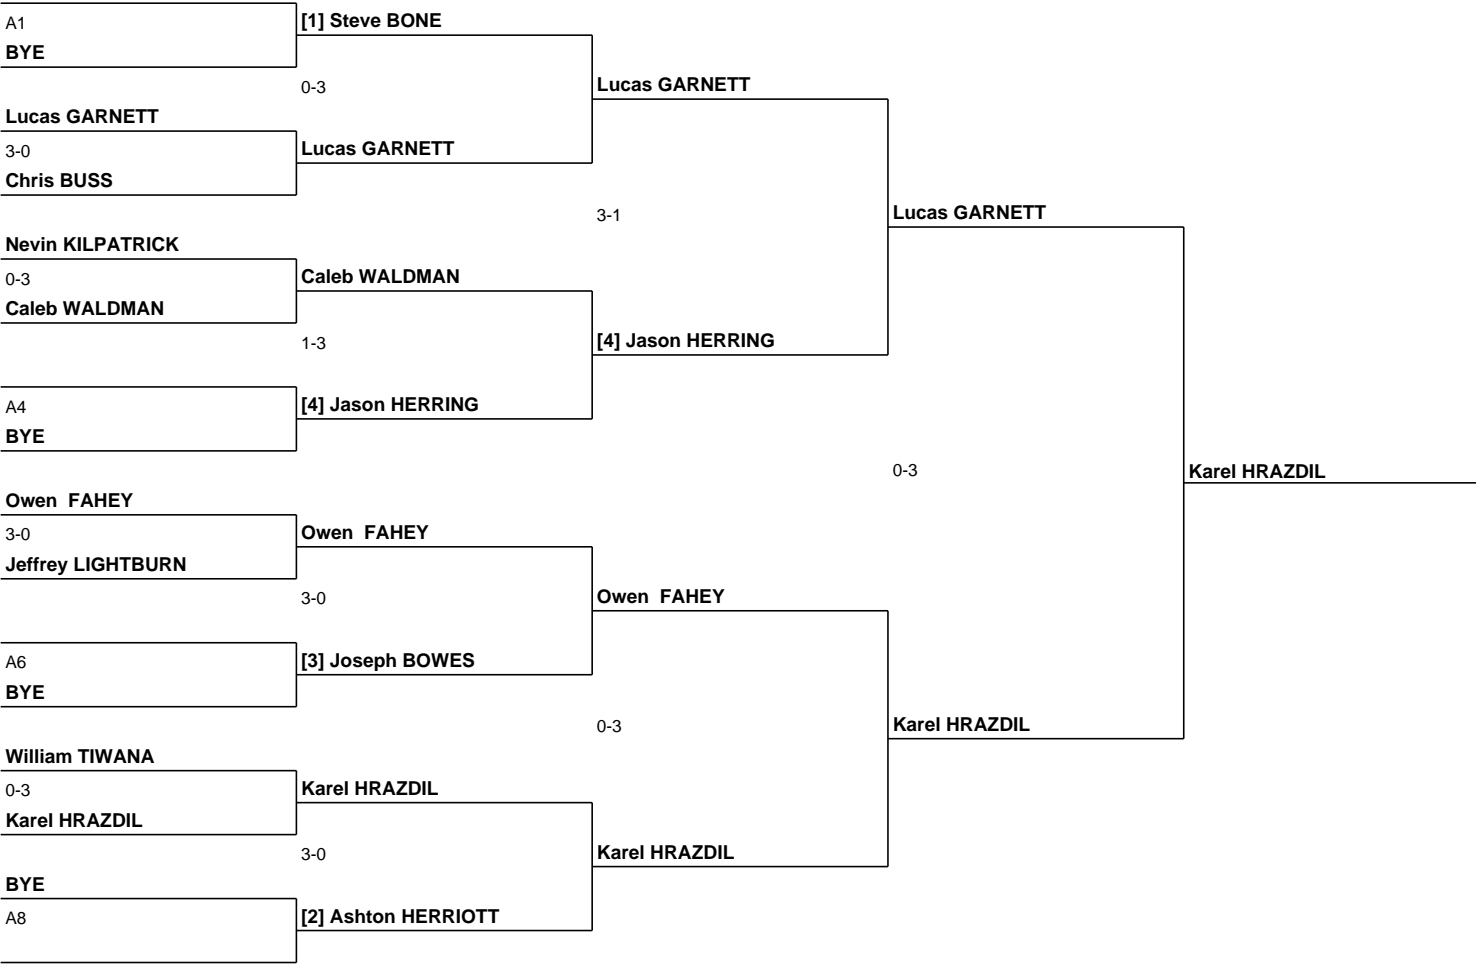 A1
BYE
[1] Steve BONE
0-3
Lucas GARNETT
Lucas GARNETT
3-0
Chris BUSS
Lucas GARNETT
3-1
Lucas GARNETT
Nevin KILPATRICK
0-3
Caleb WALDMAN
Caleb WALDMAN
1-3
[4] Jason HERRING
A4
BYE
[4] Jason HERRING
0-3
Karel HRAZDIL
Owen  FAHEY
3-0
Jeffrey LIGHTBURN
Owen  FAHEY
3-0
Owen  FAHEY
A6
BYE
[3] Joseph BOWES
0-3
Karel HRAZDIL
William TIWANA
0-3
Karel HRAZDIL
Karel HRAZDIL
3-0
Karel HRAZDIL
BYE
A8
[2] Ashton HERRIOTT